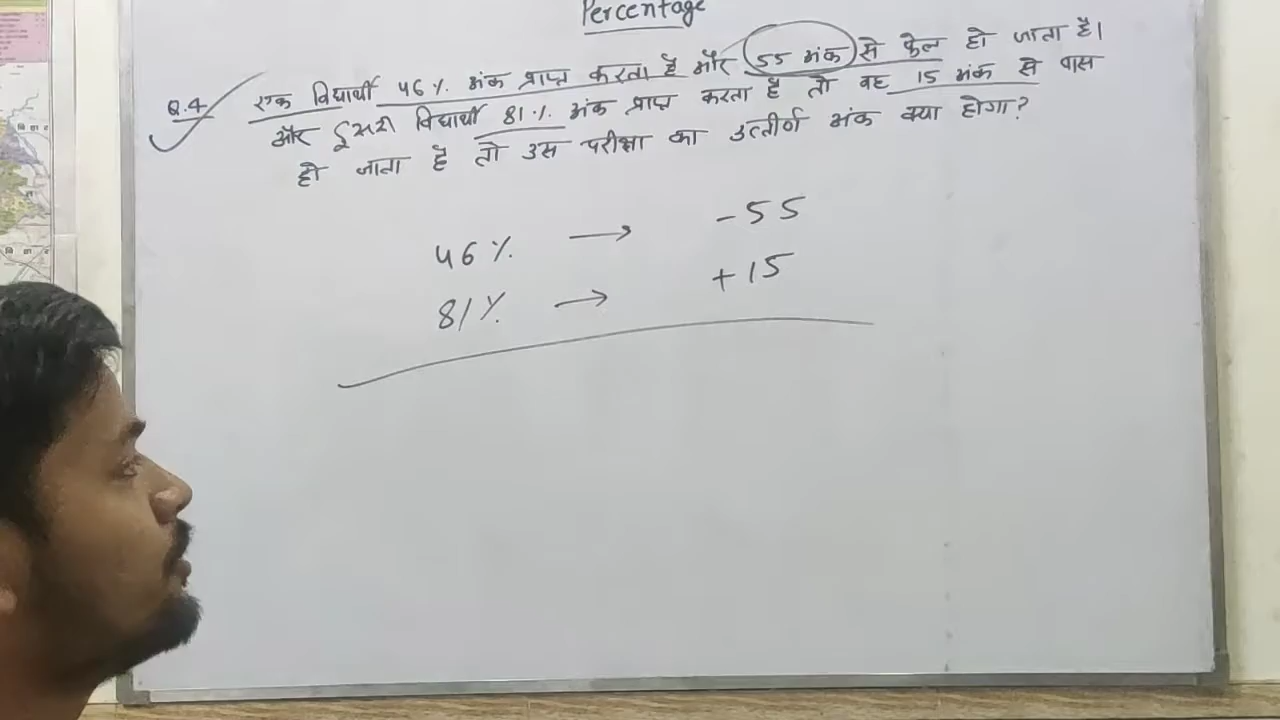 Percentage
Q.4 एक विद्यार्थी 46% अंक प्राप्त करता है और 55 अंक से फेल हो जाता है।
और दूसरा विद्यार्थी 81% अंक प्राप्त करता है तो वह 15 अंक से पास
हो जाता है तो उस परीक्षा का उत्तीर्ण अंक क्या होगा?
46% → -55
81% → +15